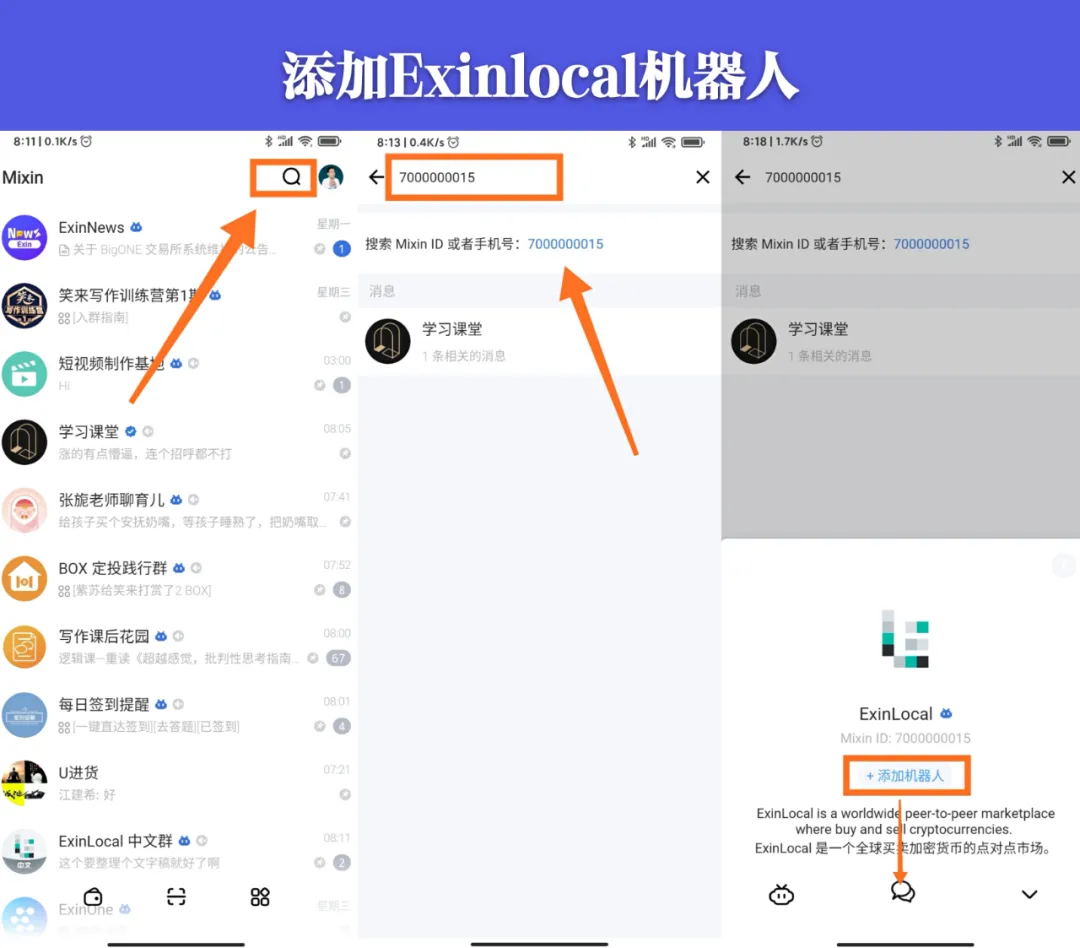 添加Exinlocal机器人
8:11 | 0.1K/s
Mixin
News
Exin
ExinNews
星期一
关于 BigONE 交易所系统维护的公告...
1
笑来写作训练营第1期
星期三
[入群指南]
短视频制作基地
03:00
Hi
1
学习课堂
08:05
涨的有点懵逼，连个招呼都不打
张旋老师聊育儿
07:41
给孩子买个安抚奶嘴，等孩子睡熟了，把奶嘴取...
BOX 定投践行群
07:52
[紫苏给笑来打赏了2 BOX]
8
写作课后花园
08:00
逻辑课—重读《超越感觉，批判性思考指南...
67
每日签到提醒
08:01
[一键直达签到][去答题][已签到]
4
U进货
07:21
江建希: 好
ExinLocal 中文群
08:11
中文
这个要整理个文字稿就好了啊
2
ExinOne
星期三
8:13 | 0.4K/s
7000000015
搜索 Mixin ID 或者手机号： 7000000015
消息
学习课堂
1 条相关的消息
8:18 | 1.7K/s
7000000015
搜索 Mixin ID 或者手机号： 7000000015
消息
学习课堂
1 条相关的消息
ExinLocal
Mixin ID: 7000000015
+ 添加机器人
ExinLocal is a worldwide peer-to-peer marketplace
where buy and sell cryptocurrencies.
ExinLocal 是一个全球买卖加密货币的点对点市场。